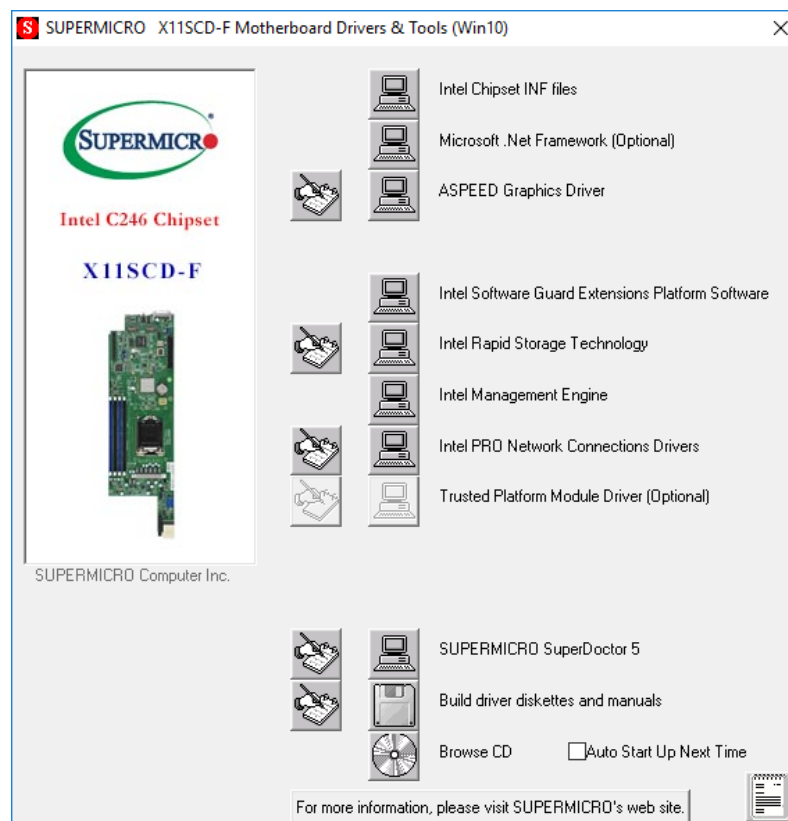 S SUPERMICRO X11SCD-F Motherboard Drivers & Tools (Win10)
SUPERMICRO
Intel C246 Chipset
X11SCD-F
SUPERMICRO Computer Inc.
Intel Chipset INF files
Microsoft .Net Framework (Optional)
ASPEED Graphics Driver
Intel Software Guard Extensions Platform Software
Intel Rapid Storage Technology
Intel Management Engine
Intel PRO Network Connections Drivers
Trusted Platform Module Driver (Optional)
SUPERMICRO SuperDoctor 5
Build driver diskettes and manuals
Browse CD Auto Start Up Next Time
For more information, please visit SUPERMICRO's web site.